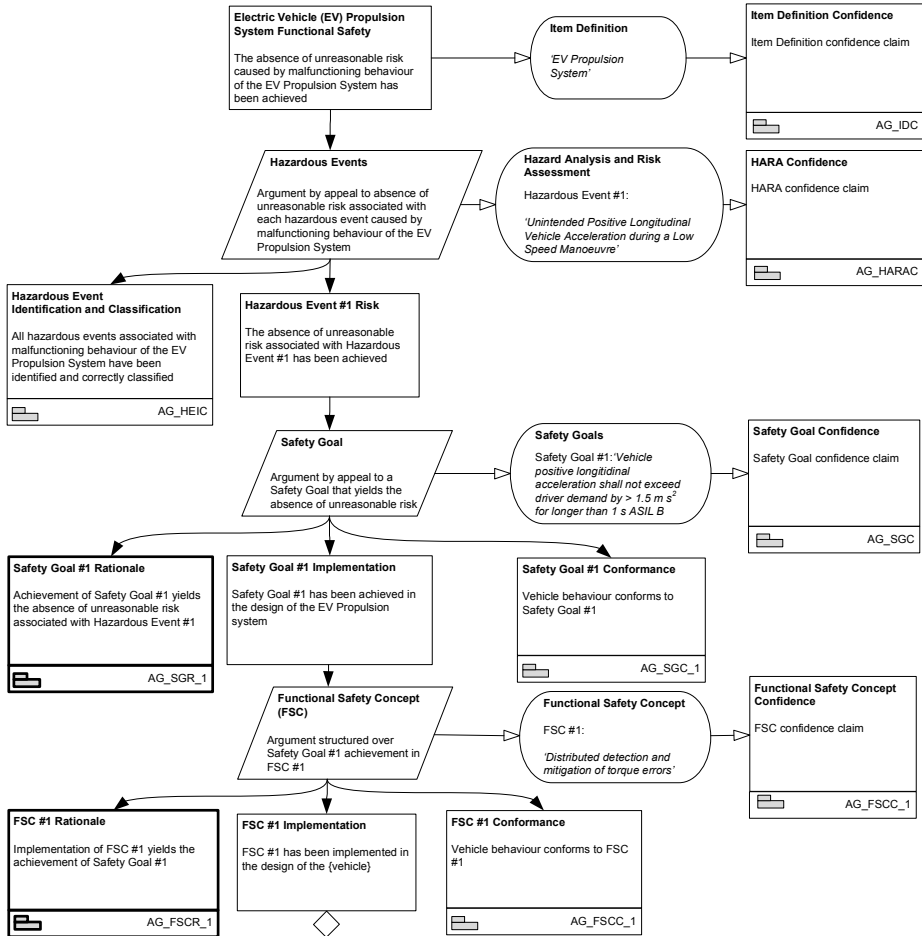 Electric Vehicle (EV) Propulsion
System Functional Safety
The absence of unreasonable risk
caused by malfunctioning behaviour
of the EV Propulsion System has
been achieved
Item Definition
‘EV Propulsion
System’
Item Definition Confidence
Item Definition confidence claim
AG_IDC
Hazardous Events
Argument by appeal to absence of
unreasonable risk associated with
each hazardous event caused by
malfunctioning behaviour of the EV
Propulsion System
Hazard Analysis and Risk
Assessment
Hazardous Event #1:
‘Unintended Positive Longitudinal
Vehicle Acceleration during a Low
Speed Manoeuvre’
HARA Confidence
HARA confidence claim
AG_HARAC
Hazardous Event
Identification and Classification
All hazardous events associated with
malfunctioning behaviour of the EV
Propulsion System have been
identified and correctly classified
AG_HEIC
Hazardous Event #1 Risk
The absence of unreasonable
risk associated with Hazardous
Event #1 has been achieved
Safety Goal
Argument by appeal to a
Safety Goal that yields the
absence of unreasonable risk
Safety Goals
Safety Goal #1:‘Vehicle
positive longitidinal
acceleration shall not exceed
driver demand by > 1.5 m s²
for longer than 1 s ASIL B
Safety Goal Confidence
Safety Goal confidence claim
AG_SGC
Safety Goal #1 Rationale
Achievement of Safety Goal #1 yields
the absence of unreasonable risk
associated with Hazardous Event #1
AG_SGR_1
Safety Goal #1 Implementation
Safety Goal #1 has been achieved in
the design of the EV Propulsion
system
Safety Goal #1 Conformance
Vehicle behaviour conforms to
Safety Goal #1
AG_SGC_1
Functional Safety Concept
(FSC)
Argument structured over
Safety Goal #1 achievement in
FSC #1
Functional Safety Concept
FSC #1:
‘Distributed detection and
mitigation of torque errors’
Functional Safety Concept
Confidence
FSC confidence claim
AG_FSCC_1
FSC #1 Rationale
Implementation of FSC #1 yields the
achievement of Safety Goal #1
AG_FSCR_1
FSC #1 Implementation
FSC #1 has been implemented in
the design of the {vehicle}
FSC #1 Conformance
Vehicle behaviour conforms to FSC
#1
AG_FSCC_1